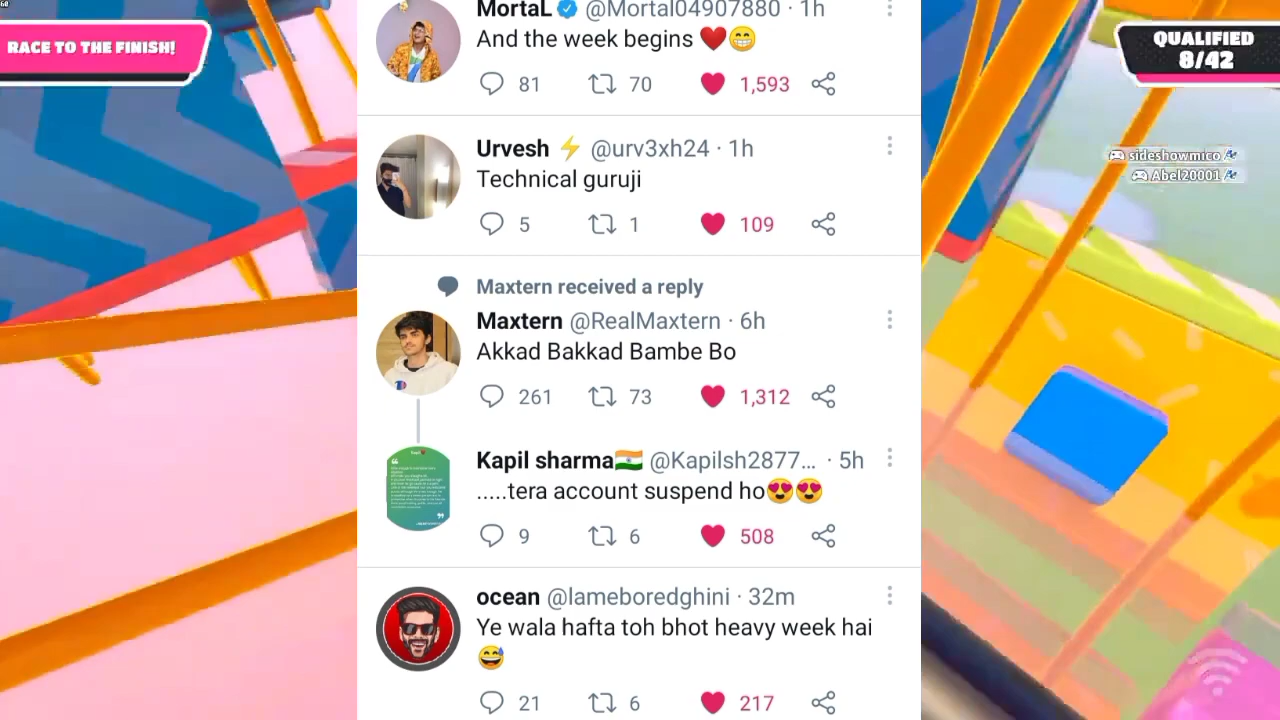 60
RACE TO THE FINISH!
QUALIFIED
8/42
sideshowmico
Abel20001
MortaL @Mortal04907880 · 1h
And the week begins ❤️😁
81 70 1,593
Urvesh ⚡ @urv3xh24 · 1h
Technical guruji
5 1 109
Maxtern received a reply
Maxtern @RealMaxtern · 6h
Akkad Bakkad Bambe Bo
261 73 1,312
Kapil sharma🇮🇳 @Kapilsh2877… · 5h
.....tera account suspend ho😍😍
9 6 508
ocean @lameboredghini · 32m
Ye wala hafta toh bhot heavy week hai
😅
21 6 217